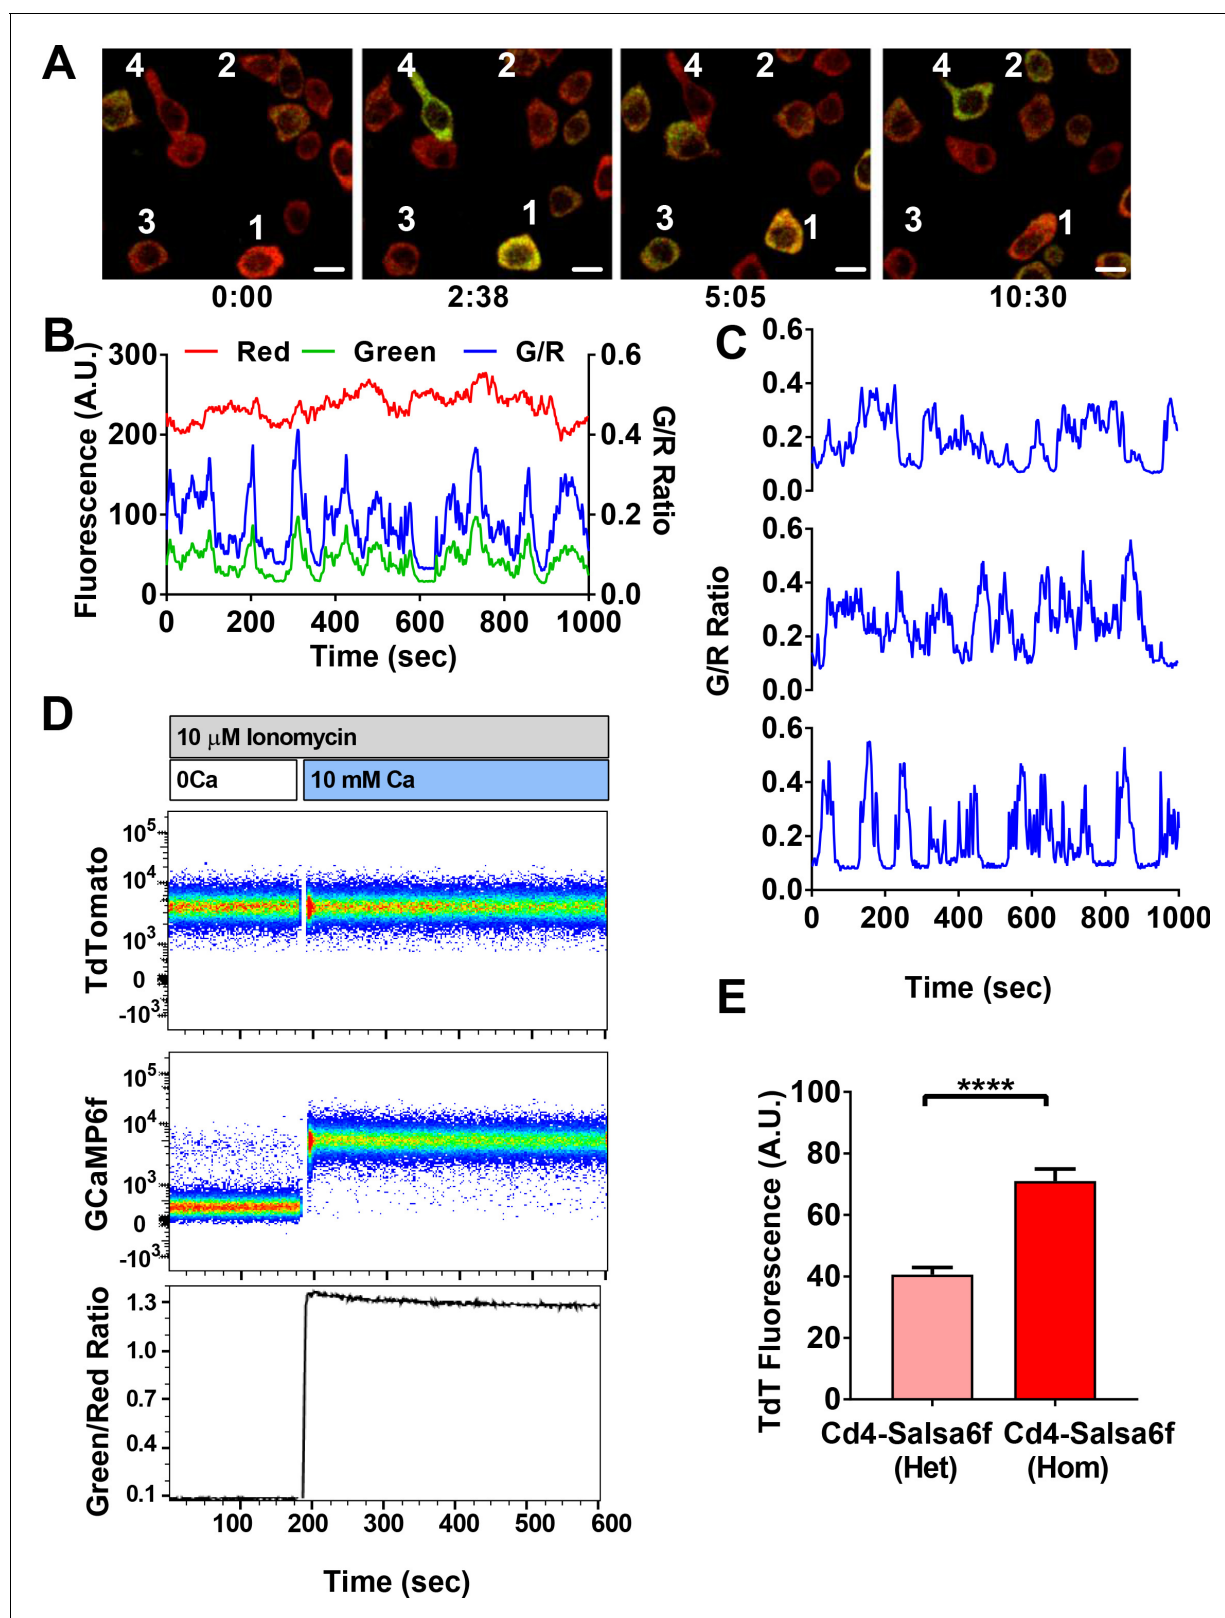 A
4 2 3 1
4 2 3 1
4 2 3 1
4 2 3 1
0:00 2:38 5:05 10:30
B
Red Green G/R
300
200
100
0
Fluorescence (A.U.)
0.6
0.4
0.2
0.0
G/R Ratio
0 200 400 600 800 1000
Time (sec)
C
0.6
0.4
0.2
0.0
0.6
0.4
0.2
0.0
0.6
0.4
0.2
0.0
G/R Ratio
0 200 400 600 800 1000
Time (sec)
D
10 μM Ionomycin
0Ca
10 mM Ca
TdTomato
10^5
10^4
10^3
0
-10^3
GCaMP6f
10^5
10^4
10^3
0
-10^3
Green/Red Ratio
1.3
1.0
0.7
0.4
0.1
100 200 300 400 500 600
Time (sec)
E
TdT Fluorescence (A.U.)
100
80
60
40
20
0
****
Cd4-Salsa6f Cd4-Salsa6f
(Het) (Hom)